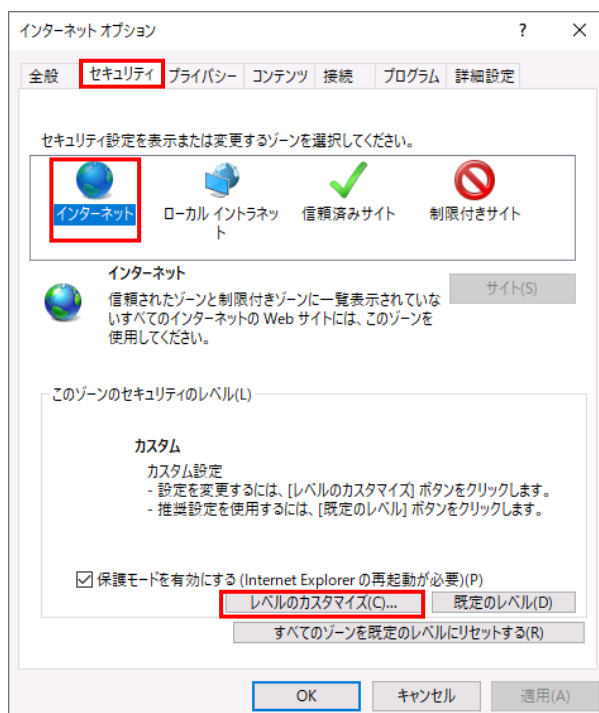 インターネット オプション ? ×
全般 セキュリティ プライバシー コンテンツ 接続 プログラム 詳細設定
セキュリティ設定を表示または変更するゾーンを選択してください。
インターネット ローカル イントラネッ 信頼済みサイト 制限付きサイト
ト
インターネット
サイト(S)
信頼されたゾーンと制限付きゾーンに一覧表示されていな
いすべてのインターネットの Web サイトには、このゾーンを
使用してください。
このゾーンのセキュリティのレベル(L)
カスタム
カスタム設定
- 設定を変更するには、[レベルのカスタマイズ] ボタンをクリックします。
- 推奨設定を使用するには、[既定のレベル] ボタンをクリックします。
保護モードを有効にする (Internet Explorer の再起動が必要)(P)
レベルのカスタマイズ(C)... 既定のレベル(D)
すべてのゾーンを既定のレベルにリセットする(R)
OK キャンセル 適用(A)